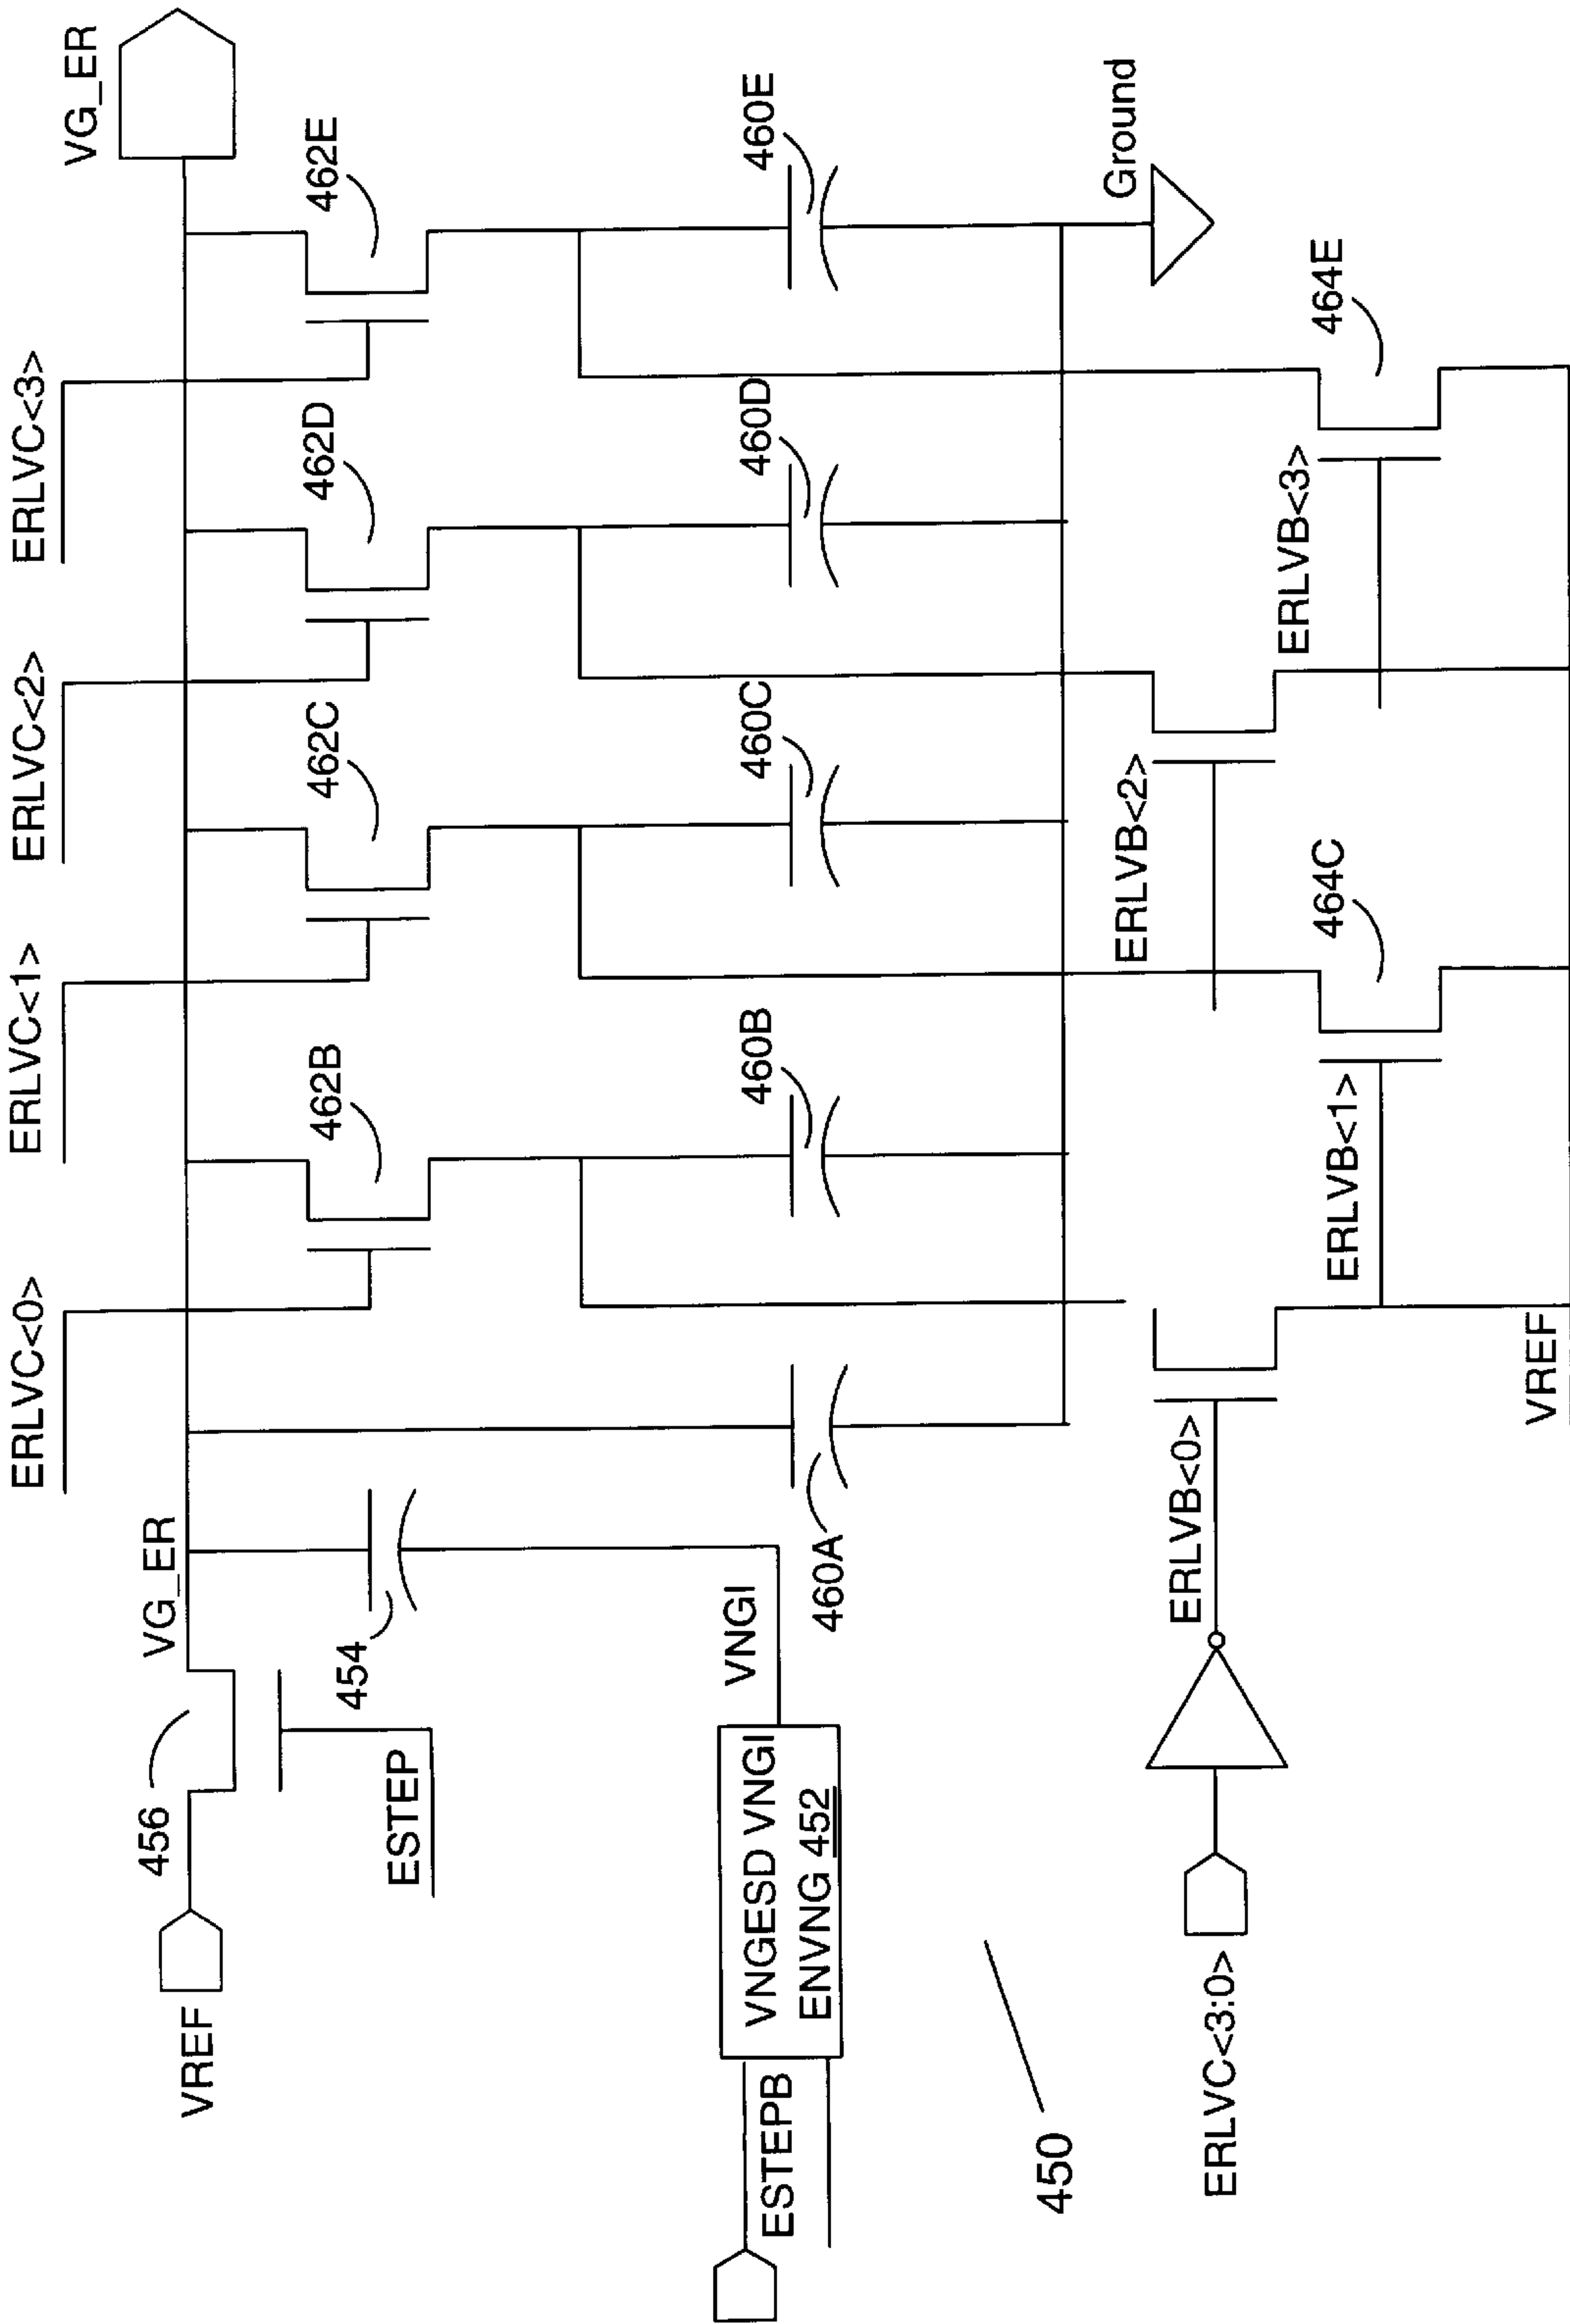 ERLVC<0>
ERLVC<1>
ERLVC<2>
ERLVC<3>
VREF
456
VG_ER
VG_ER
ESTEP
454
462B
462C
462D
462E
ESTEPB
VNGESD VNGI
ENVNG 452
VNGI
460A
460B
460C
460D
460E
450
Ground
ERLVC<3:0>
ERLVB<0>
ERLVB<2>
ERLVB<1>
464C
ERLVB<3>
464E
VREF